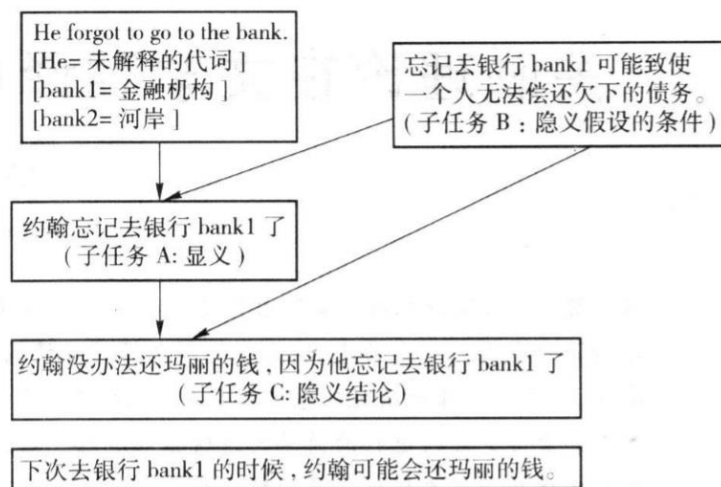 He forgot to go to the bank.
[He= 未解释的代词 ]
[bank1= 金融机构 ]
[bank2= 河岸 ]
忘记去银行 bank1 可能致使
一个人无法偿还欠下的债务。
( 子任务 B : 隐义假设的条件 )
约翰忘记去银行 bank1 了
( 子任务 A: 显义 )
约翰没办法还玛丽的钱 , 因为他忘记去银行 bank1 了
( 子任务 C: 隐义结论 )
下次去银行 bank1 的时候 , 约翰可能会还玛丽的钱。